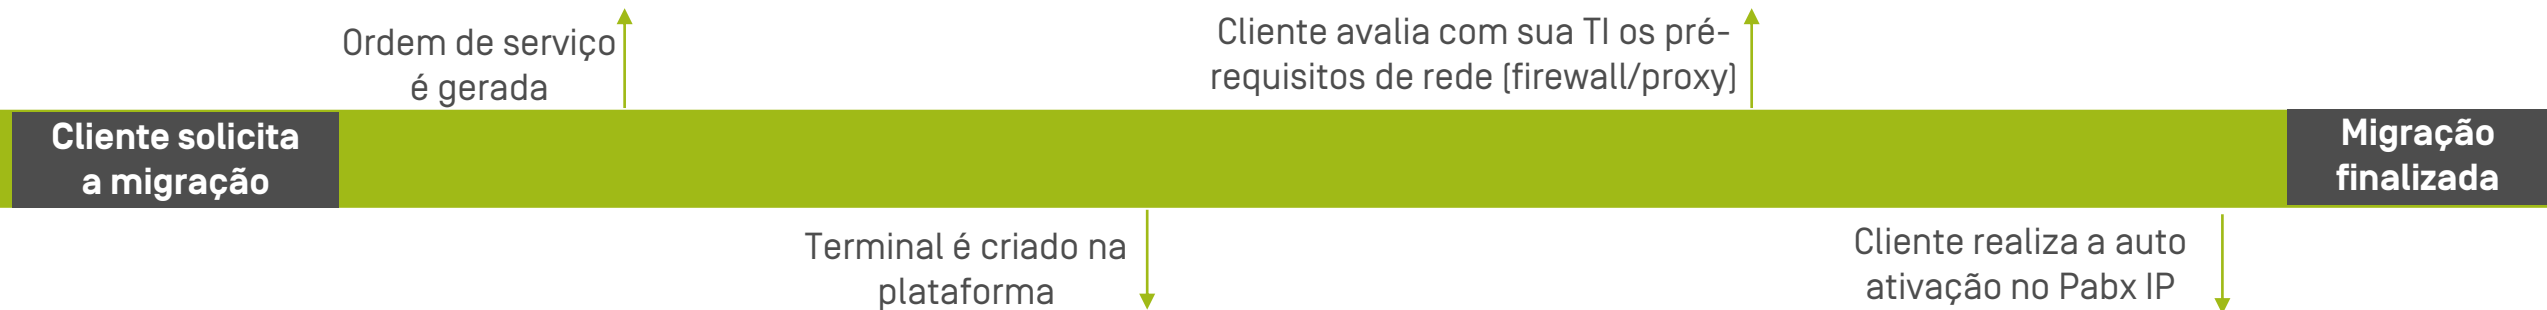 Cliente solicita
a migração
Ordem de serviço
é gerada
Terminal é criado na
plataforma
Cliente avalia com sua TI os pré-
requisitos de rede (firewall/proxy)
Cliente realiza a auto
ativação no Pabx IP
Migração
finalizada